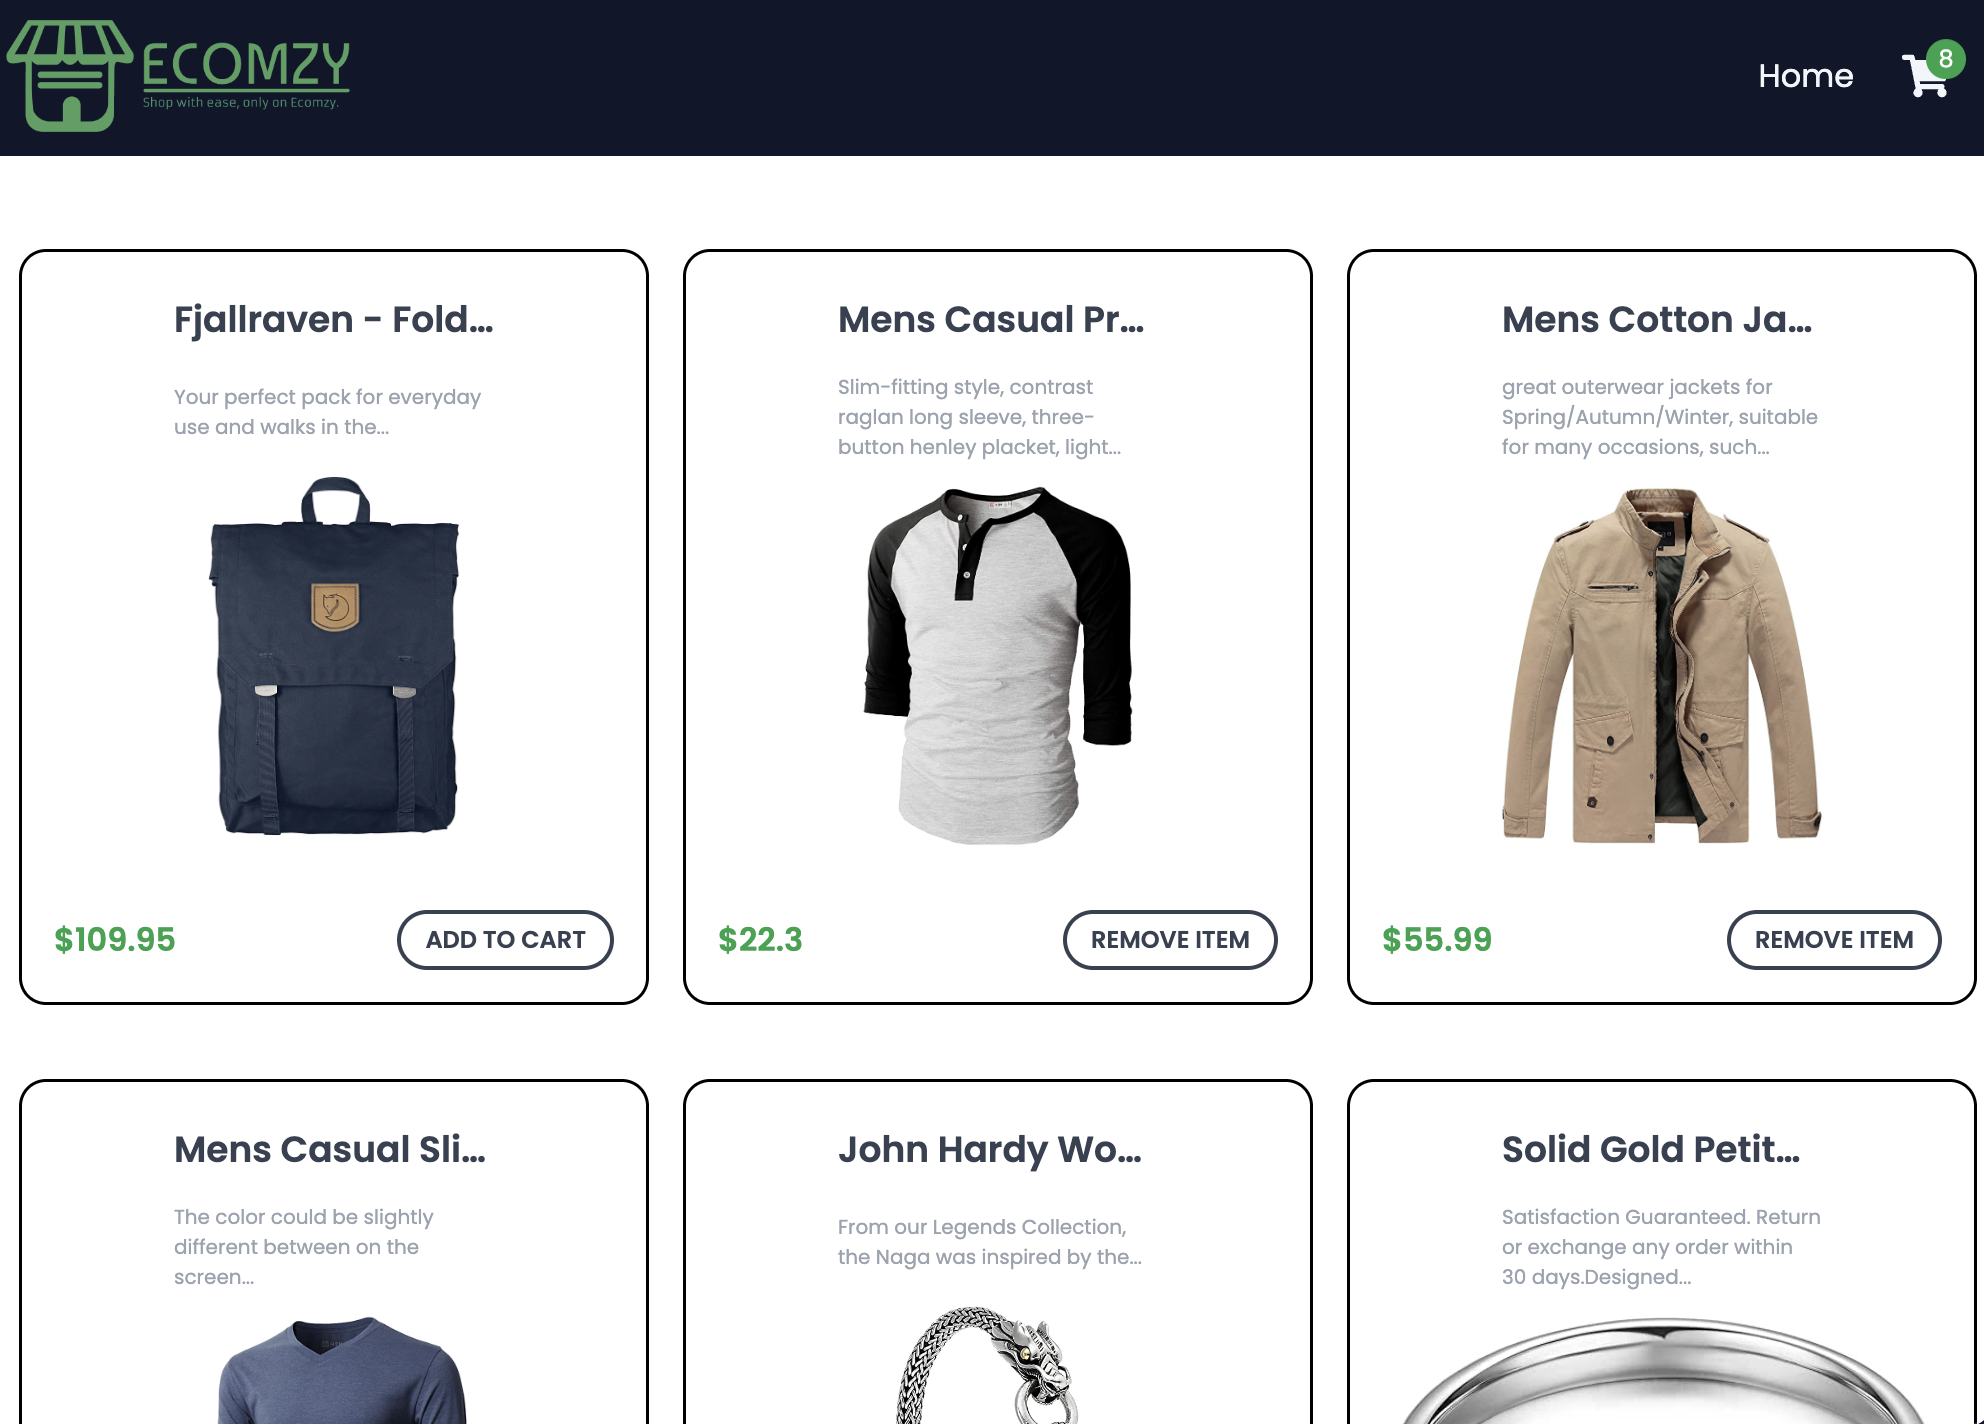 ECOMZY
Shop with ease, only on Ecomzy.
Home
8
Fjallraven - Fold...
Your perfect pack for everyday
use and walks in the...
$109.95
ADD TO CART
Mens Casual Pr...
Slim-fitting style, contrast
raglan long sleeve, three-
button henley placket, light...
$22.3
REMOVE ITEM
Mens Cotton Ja...
great outerwear jackets for
Spring/Autumn/Winter, suitable
for many occasions, such...
$55.99
REMOVE ITEM
Mens Casual Sli...
The color could be slightly
different between on the
screen...
John Hardy Wo...
From our Legends Collection,
the Naga was inspired by the...
Solid Gold Petit...
Satisfaction Guaranteed. Return
or exchange any order within
30 days.Designed...